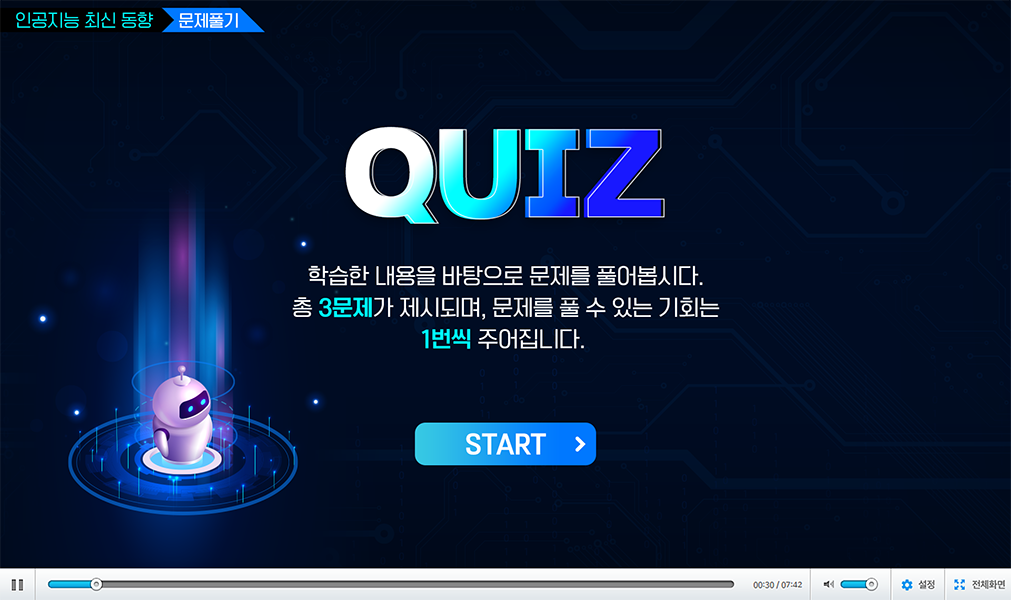 인공지능 최신 동향 문제풀기
QUIZ
학습한 내용을 바탕으로 문제를 풀어봅시다.
총 3문제가 제시되며, 문제를 풀 수 있는 기회는
1번씩 주어집니다.
START
00:30 / 07:42 설정 전체화면